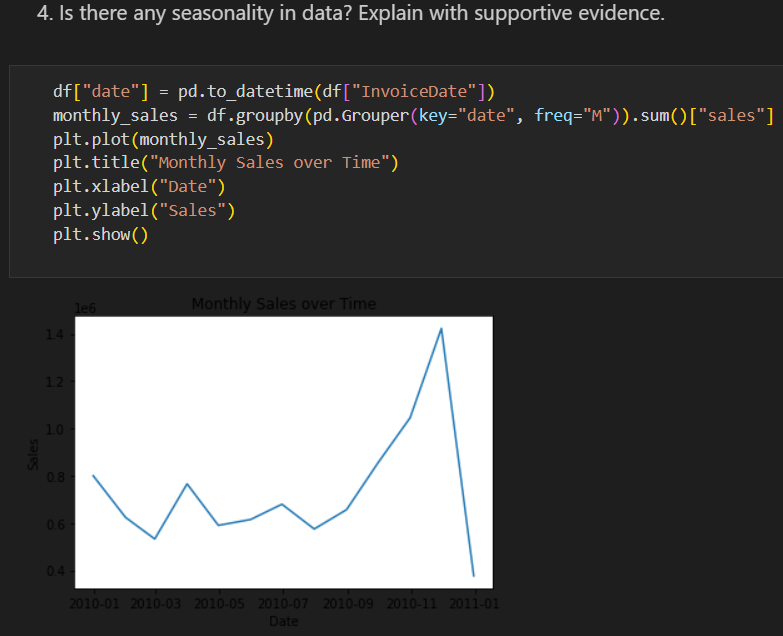 4. Is there any seasonality in data? Explain with supportive evidence.
df["date"] = pd.to_datetime(df["InvoiceDate"])
monthly_sales = df.groupby(pd.Grouper(key="date", freq="M")).sum()["sales"]
plt.plot(monthly_sales)
plt.title("Monthly Sales over Time")
plt.xlabel("Date")
plt.ylabel("Sales")
plt.show()
Monthly Sales over Time
1e6
1.4
1.2
1.0
0.8
0.6
0.4
Sales
2010-01 2010-03 2010-05 2010-07 2010-09 2010-11 2011-01
Date